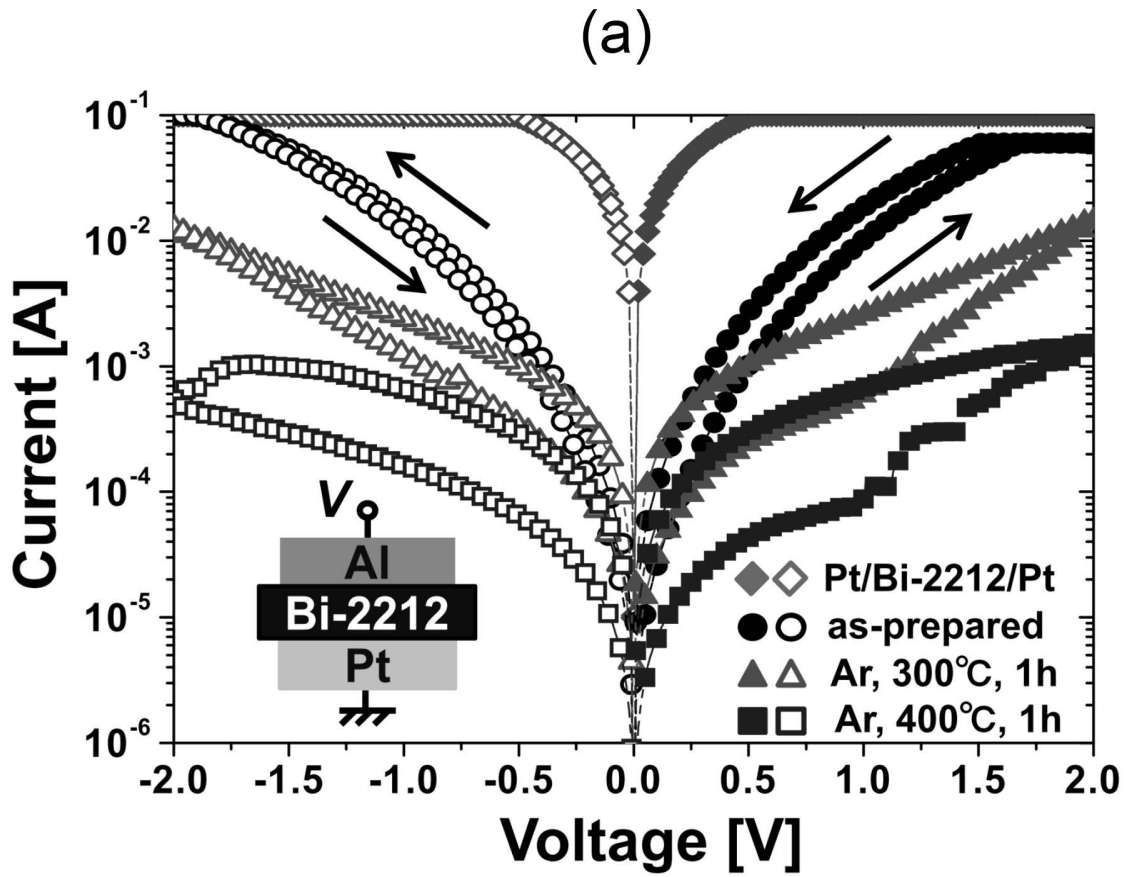 (a)
Current [A]
10⁻¹
10⁻²
10⁻³
10⁻⁴
10⁻⁵
10⁻⁶
V
Al
Bi-2212
Pt
Pt/Bi-2212/Pt
as-prepared
Ar, 300℃, 1h
Ar, 400℃, 1h
-2.0 -1.5 -1.0 -0.5 0.0 0.5 1.0 1.5 2.0
Voltage [V]